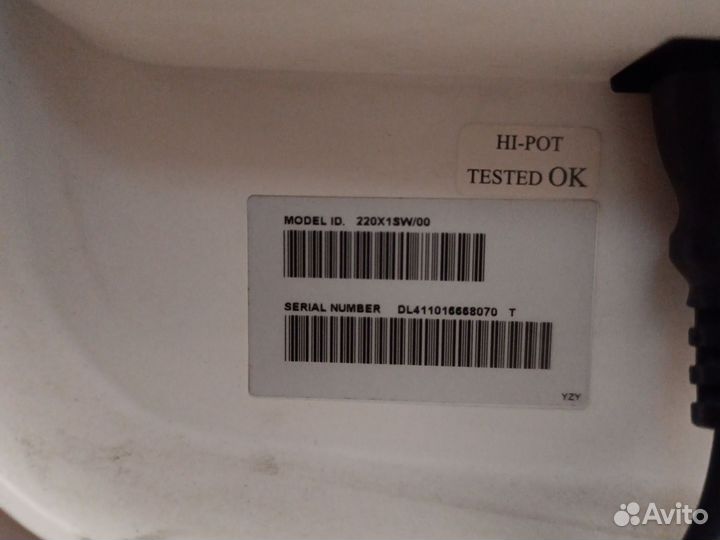 HI-POT
TESTED OK
MODEL ID. 220X1SW/00
SERIAL NUMBER DL411016668070 T
YZY
Avito